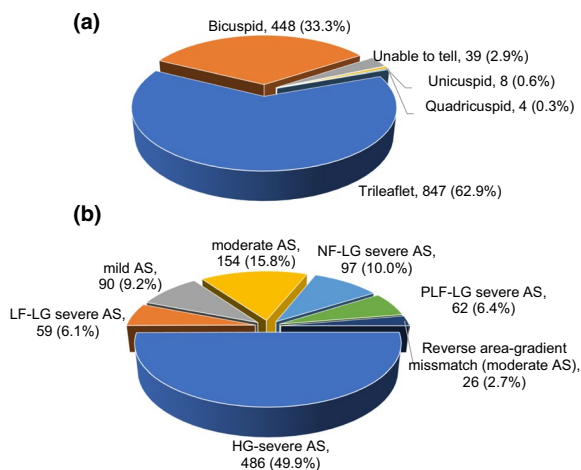 (a)
Bicuspid, 448 (33.3%)
Unable to tell, 39 (2.9%)
Unicuspid, 8 (0.6%)
Quadricuspid, 4 (0.3%)
Trileaflet, 847 (62.9%)
(b)
moderate AS,
154 (15.8%)
NF-LG severe AS,
97 (10.0%)
mild AS,
90 (9.2%)
PLF-LG severe AS,
62 (6.4%)
LF-LG severe AS,
59 (6.1%)
Reverse area-gradient
missmatch (moderate AS),
26 (2.7%)
HG-severe AS,
486 (49.9%)